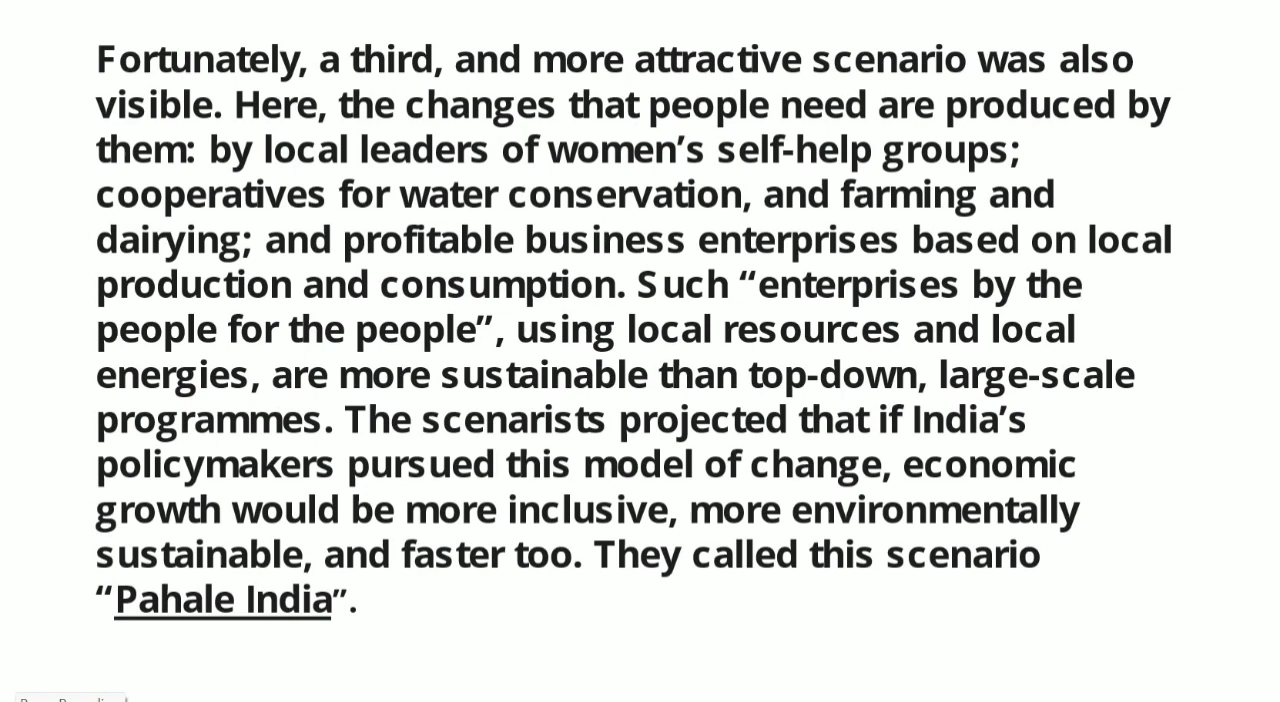 Fortunately, a third, and more attractive scenario was also
visible. Here, the changes that people need are produced by
them: by local leaders of women’s self-help groups;
cooperatives for water conservation, and farming and
dairying; and profitable business enterprises based on local
production and consumption. Such “enterprises by the
people for the people”, using local resources and local
energies, are more sustainable than top-down, large-scale
programmes. The scenarists projected that if India’s
policymakers pursued this model of change, economic
growth would be more inclusive, more environmentally
sustainable, and faster too. They called this scenario
“Pahale India”.